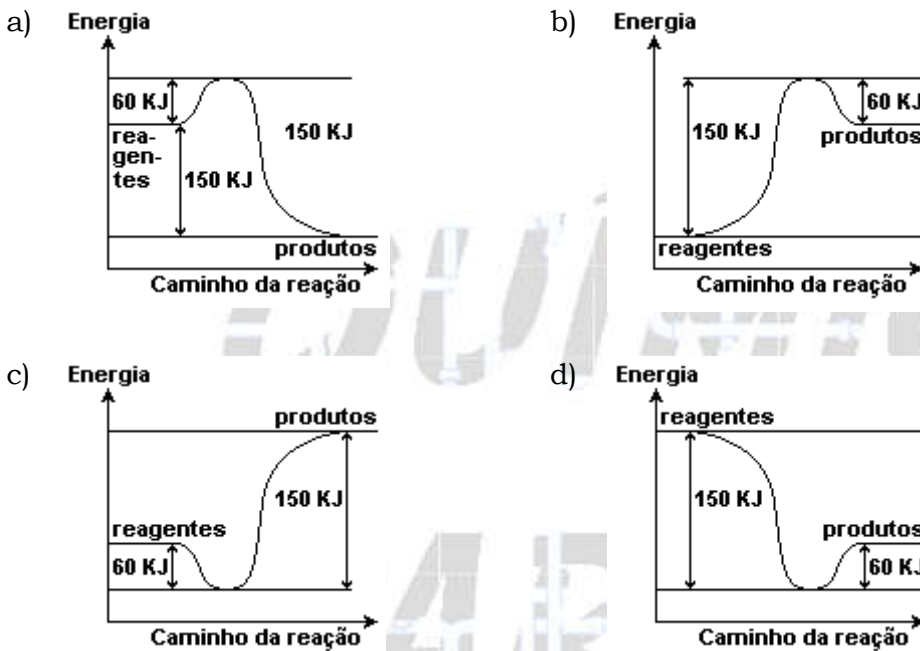 a) Energia
60 KJ
rea-
gen-
tes
150 KJ
150 KJ
produtos
Caminho da reação
b) Energia
150 KJ
60 KJ
produtos
reagentes
Caminho da reação
c) Energia
produtos
reagentes
150 KJ
60 KJ
Caminho da reação
d) Energia
reagentes
150 KJ
produtos
60 KJ
Caminho da reação